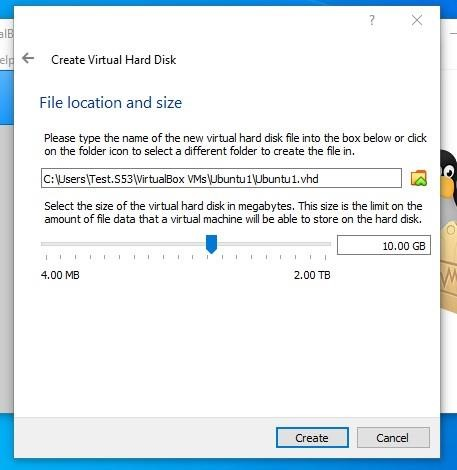 ?
alB
elp
Create Virtual Hard Disk
File location and size
Please type the name of the new virtual hard disk file into the box below or click
on the folder icon to select a different folder to create the file in.
C:\Users\Test.S53\VirtualBox VMs\Ubuntu1\Ubuntu1.vhd
Select the size of the virtual hard disk in megabytes. This size is the limit on the
amount of file data that a virtual machine will be able to store on the hard disk.
10.00 GB
4.00 MB 2.00 TB
Create Cancel